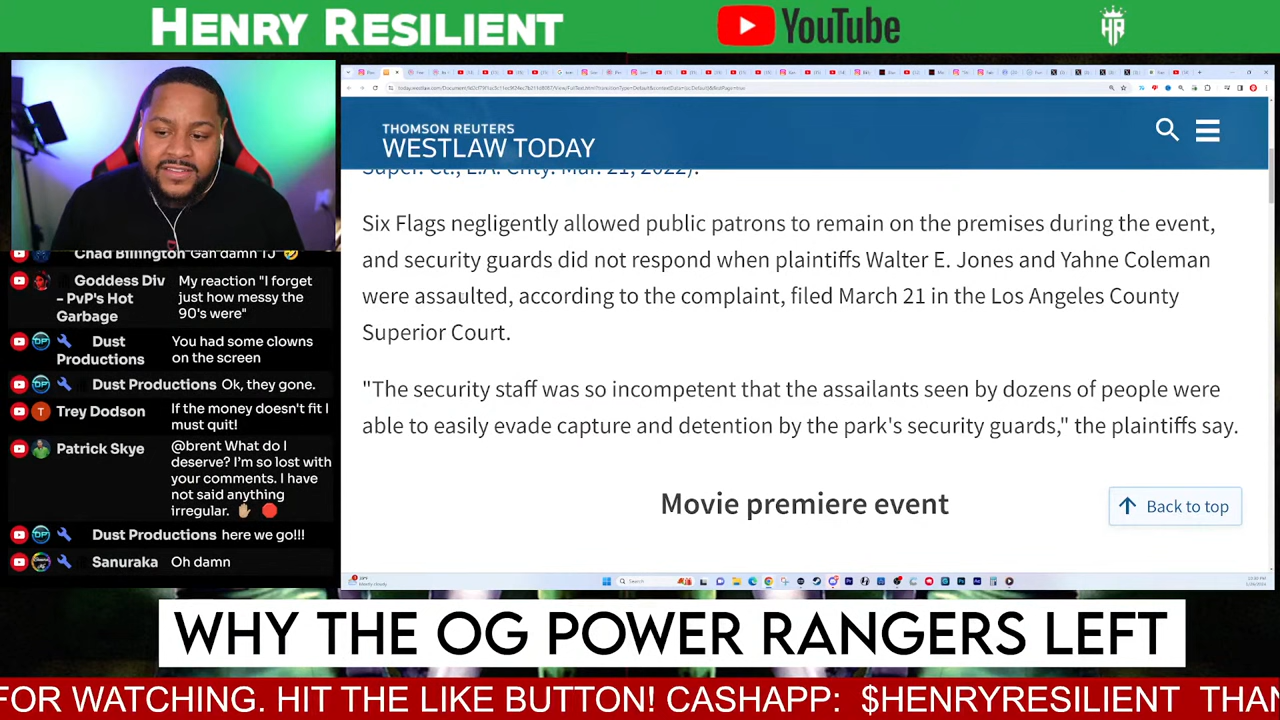 HENRY RESILIENT
YouTube
HR
THOMSON REUTERS
WESTLAW TODAY
Super. Ct., L.A. Cnty. Mar. 21, 2022).
Six Flags negligently allowed public patrons to remain on the premises during the event,
and security guards did not respond when plaintiffs Walter E. Jones and Yahne Coleman
were assaulted, according to the complaint, filed March 21 in the Los Angeles County
Superior Court.
"The security staff was so incompetent that the assailants seen by dozens of people were
able to easily evade capture and detention by the park's security guards," the plaintiffs say.
Movie premiere event
Back to top
Search
Chad Billington Gan damn TJ 🤣
Goddess Div
- PvP's Hot
Garbage
My reaction "I forget
just how messy the
90's were"
Dust
Productions
You had some clowns
on the screen
Dust Productions Ok, they gone.
Trey Dodson
If the money doesn't fit I
must quit!
Patrick Skye
@brent What do I
deserve? I'm so lost with
your comments. I have
not said anything
irregular. ✋🏼 🛑
Dust Productions here we go!!!
Sanuraka Oh damn
WHY THE OG POWER RANGERS LEFT
FOR WATCHING. HIT THE LIKE BUTTON! CASHAPP: $HENRYRESILIENT THAN